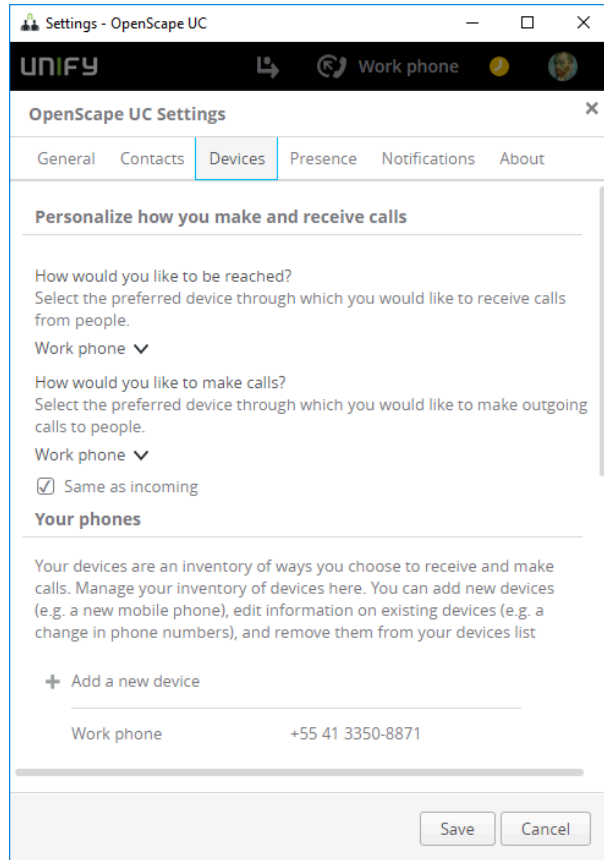 Settings - OpenScape UC
UNIFY
Work phone
OpenScape UC Settings
General Contacts Devices Presence Notifications About
Personalize how you make and receive calls
How would you like to be reached?
Select the preferred device through which you would like to receive calls
from people.
Work phone
How would you like to make calls?
Select the preferred device through which you would like to make outgoing
calls to people.
Work phone
Same as incoming
Your phones
Your devices are an inventory of ways you choose to receive and make
calls. Manage your inventory of devices here. You can add new devices
(e.g. a new mobile phone), edit information on existing devices (e.g. a
change in phone numbers), and remove them from your devices list
Add a new device
Work phone +55 41 3350-8871
Save Cancel